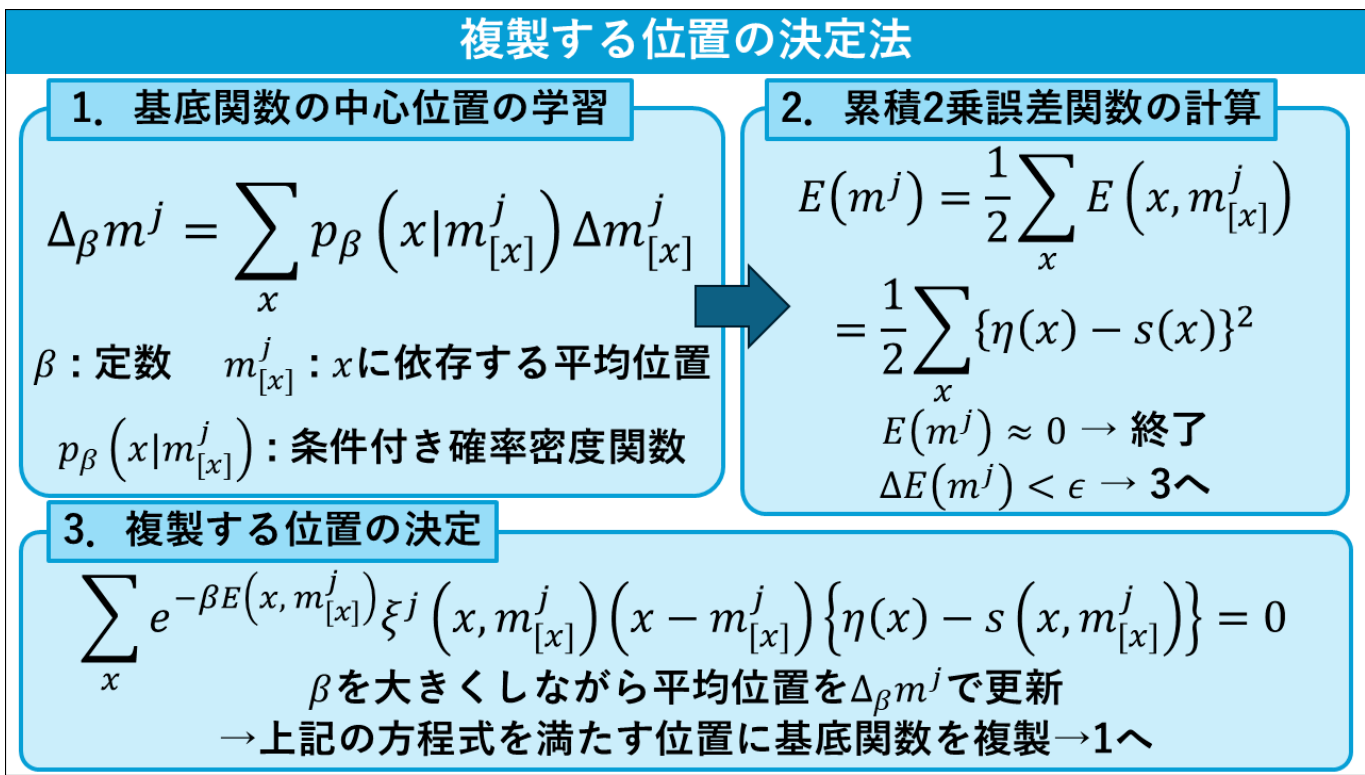 複製する位置の決定法
1．基底関数の中心位置の学習
Δ_β m^j = ∑_x p_β (x|m^j_[x]) Δm^j_[x]
β：定数　m^j_[x]：xに依存する平均位置
p_β (x|m^j_[x])：条件付き確率密度関数
2．累積2乗誤差関数の計算
E(m^j) = 1/2 ∑_x E (x, m^j_[x])
= 1/2 ∑_x {η(x) − s(x)}²
E(m^j) ≈ 0 → 終了
ΔE(m^j) < ϵ → 3へ
3．複製する位置の決定
∑_x e^{−βE(x, m^j_[x])} ξ^j (x, m^j_[x]) (x − m^j_[x]) {η(x) − s (x, m^j_[x])} = 0
βを大きくしながら平均位置をΔ_β m^jで更新
→上記の方程式を満たす位置に基底関数を複製→1へ